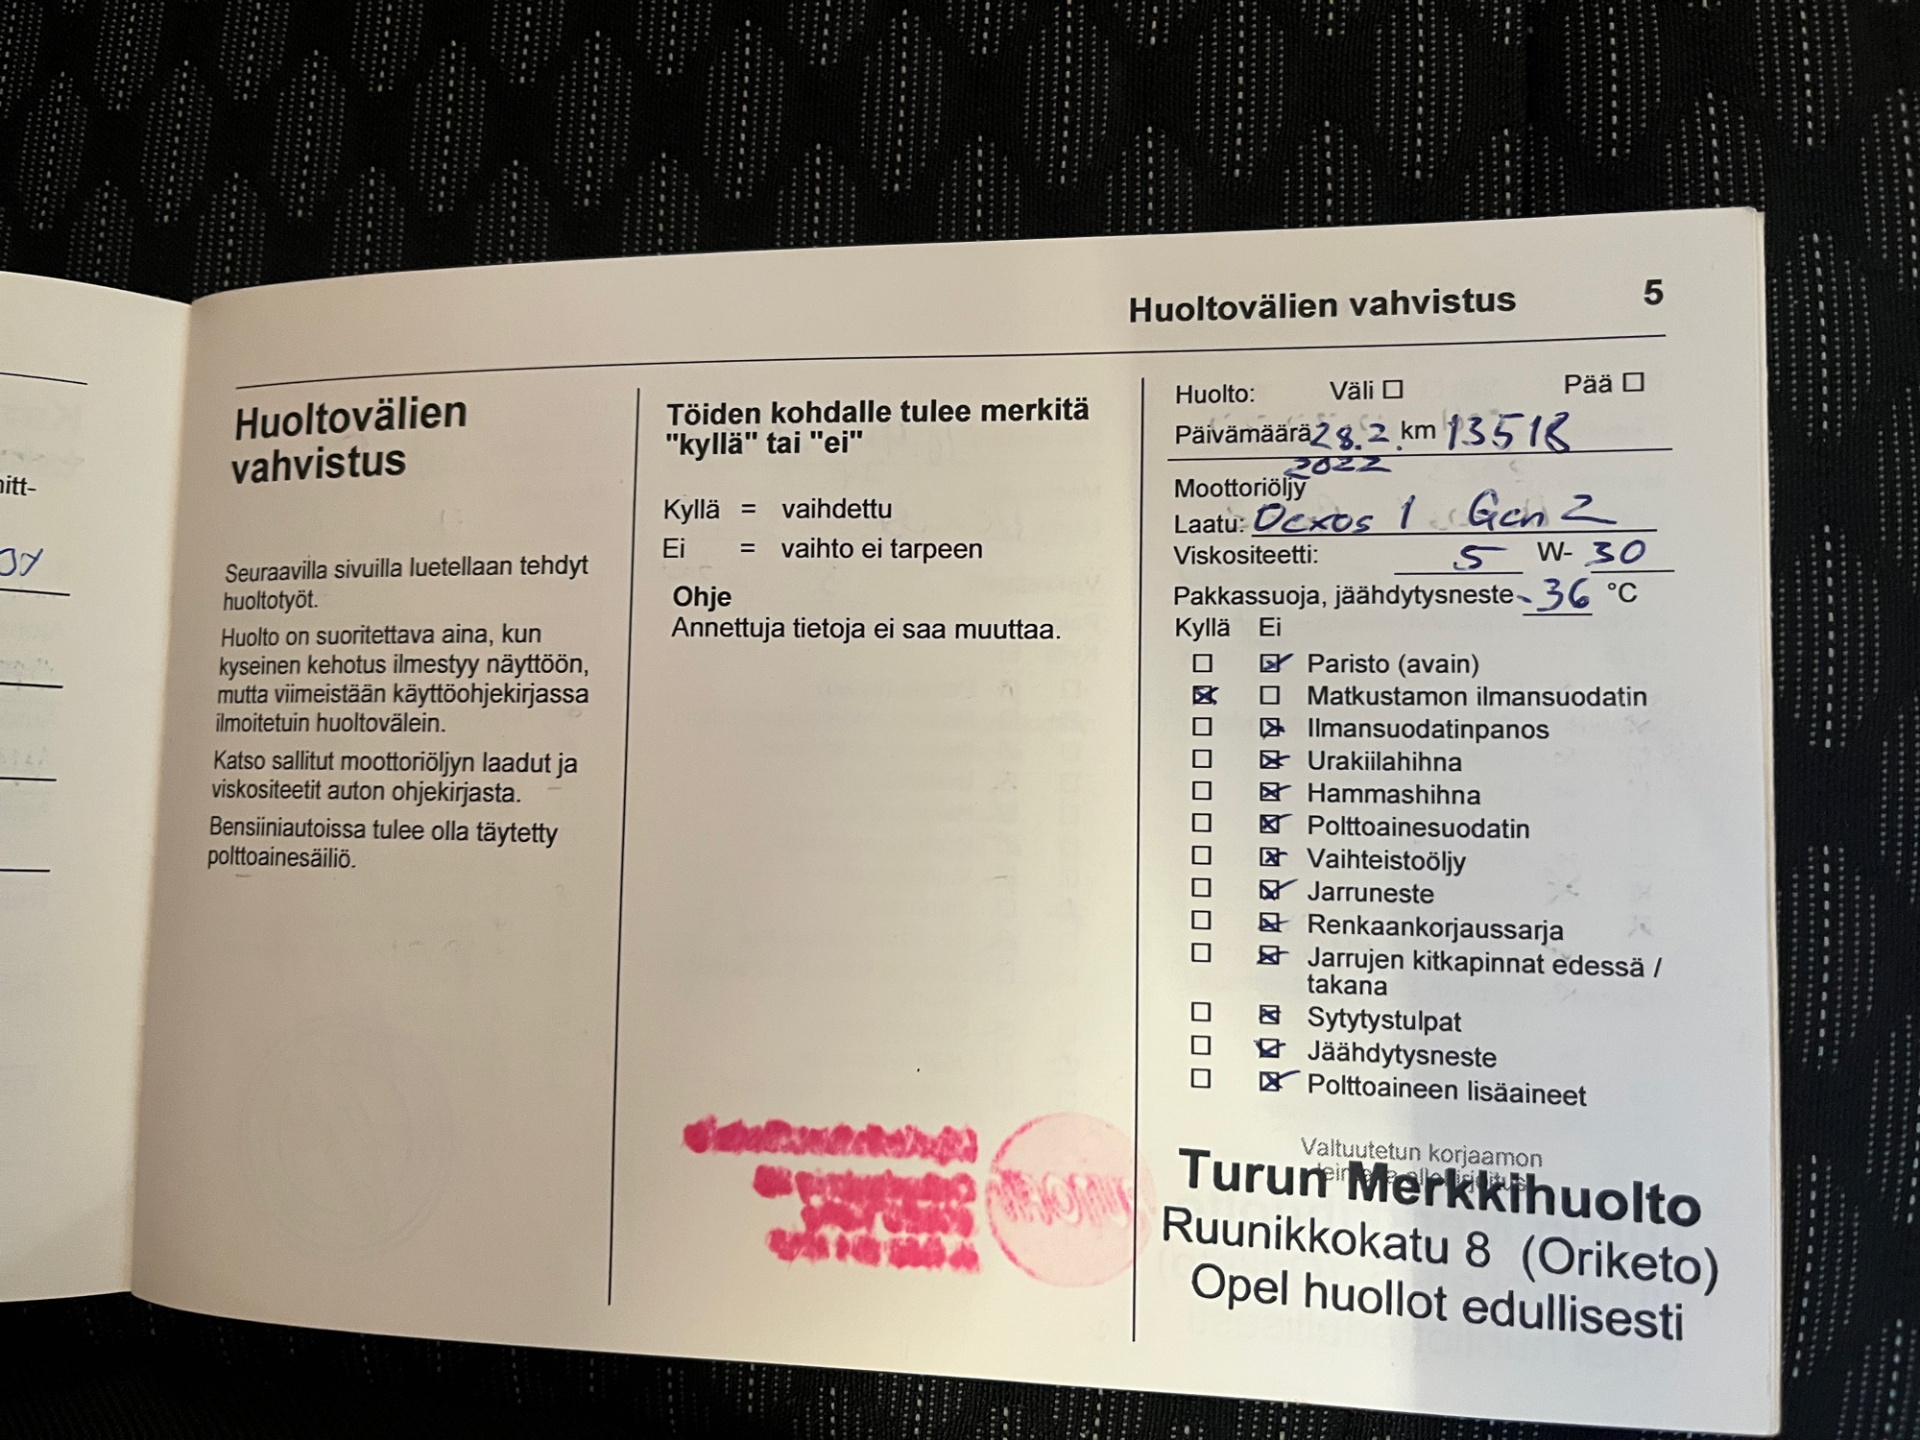 nitt-
Huoltovälien vahvistus 5
Huoltovälien
vahvistus
Seuraavilla sivuilla luetellaan tehdyt
huoltotyöt.
Huolto on suoritettava aina, kun
kyseinen kehotus ilmestyy näyttöön,
mutta viimeistään käyttöohjekirjassa
ilmoitetuin huoltovälein.
Katso sallitut moottoriöljyn laadut ja
viskositeetit auton ohjekirjasta.
Bensiiniautoissa tulee olla täytetty
polttoainesäiliö.
Töiden kohdalle tulee merkitä
"kyllä" tai "ei"
Kyllä = vaihdettu
Ei = vaihto ei tarpeen
Ohje
Annettuja tietoja ei saa muuttaa.
Huolto: Väli Pää
Päivämäärä 28.2. km 13518
2022
Moottoriöljy
Laatu: Dexos 1 Gen 2
Viskositeetti: 5 W- 30
Pakkassuoja, jäähdytysneste -36 °C
Kyllä Ei
Paristo (avain)
Matkustamon ilmansuodatin
Ilmansuodatinpanos
Urakiilahihna
Hammashihna
Polttoainesuodatin
Vaihteistoöljy
Jarruneste
Renkaankorjaussarja
Jarrujen kitkapinnat edessä /
takana
Sytytystulpat
Jäähdytysneste
Polttoaineen lisäaineet
Valtuutetun korjaamon
Turun Merkkihuolto
Ruunikkokatu 8 (Oriketo)
Opel huollot edullisesti